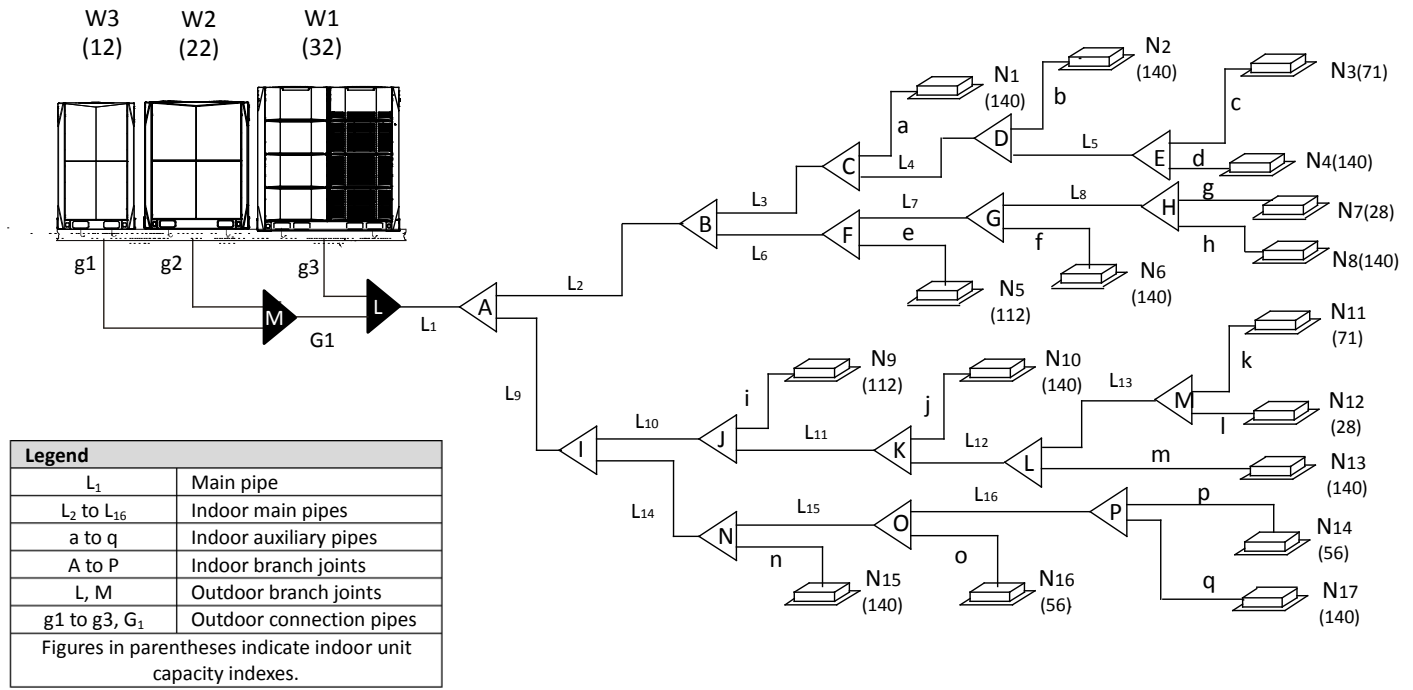 W3 W2 W1
(12) (22) (32)
g1 g2 g3
M L
G1
L1
A
L2
L9
B
L3
L6
C
a
N1
(140)
L4
D
b
N2
(140)
L5
E
c
N3(71)
d
N4(140)
F
L7
e
N5
(112)
G
L8
f
N6
(140)
H
g
N7(28)
h
N8(140)
I
L10
L14
J
i
N9
(112)
L11
K
j
N10
(140)
L12
L
L13
M
k
N11
(71)
l
N12
(28)
m
N13
(140)
N
L15
n
N15
(140)
O
L16
o
N16
(56)
P
p
N14
(56)
q
N17
(140)
Legend
L1 Main pipe
L2 to L16 Indoor main pipes
a to q Indoor auxiliary pipes
A to P Indoor branch joints
L, M Outdoor branch joints
g1 to g3, G1 Outdoor connection pipes
Figures in parentheses indicate indoor unit
capacity indexes.